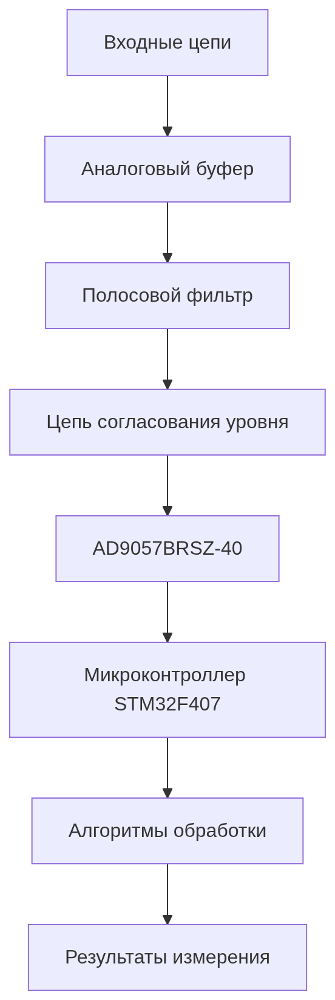 Входные цепи
Аналоговый буфер
Полосовой фильтр
Цепь согласования уровня
AD9057BRSZ-40
Микроконтроллер
STM32F407
Алгоритмы обработки
Результаты измерения